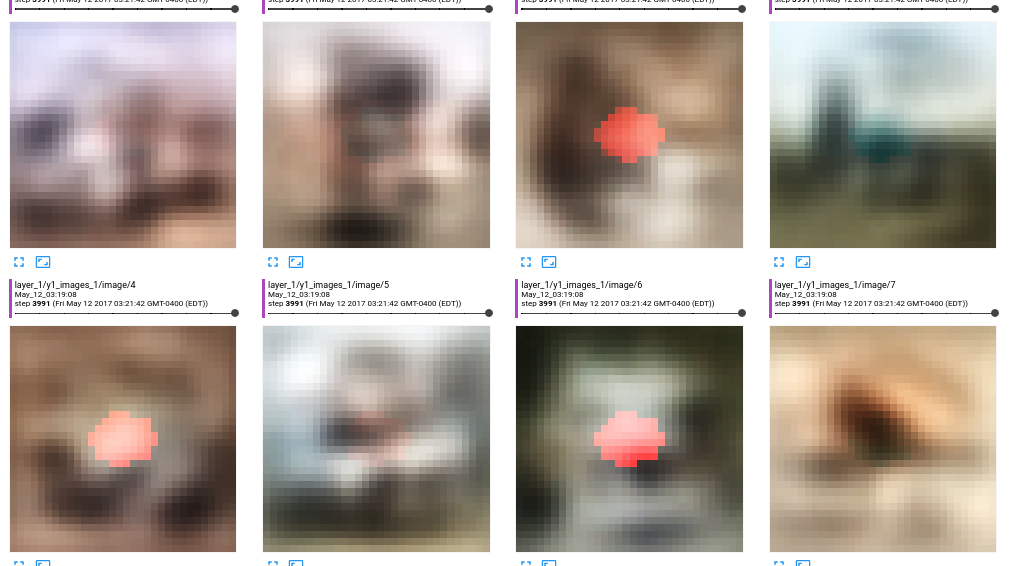 step 3991 (Fri May 12 2017 03:21:42 GMT-0400 (EDT))
step 3991 (Fri May 12 2017 03:21:42 GMT-0400 (EDT))
step 3991 (Fri May 12 2017 03:21:42 GMT-0400 (EDT))
step 3991 (Fri May 12 2017 03:21:42 GMT-0400 (EDT))
layer_1/y1_images_1/image/4
May_12_03:19:08
step 3991 (Fri May 12 2017 03:21:42 GMT-0400 (EDT))
layer_1/y1_images_1/image/5
May_12_03:19:08
step 3991 (Fri May 12 2017 03:21:42 GMT-0400 (EDT))
layer_1/y1_images_1/image/6
May_12_03:19:08
step 3991 (Fri May 12 2017 03:21:42 GMT-0400 (EDT))
layer_1/y1_images_1/image/7
May_12_03:19:08
step 3991 (Fri May 12 2017 03:21:42 GMT-0400 (EDT))